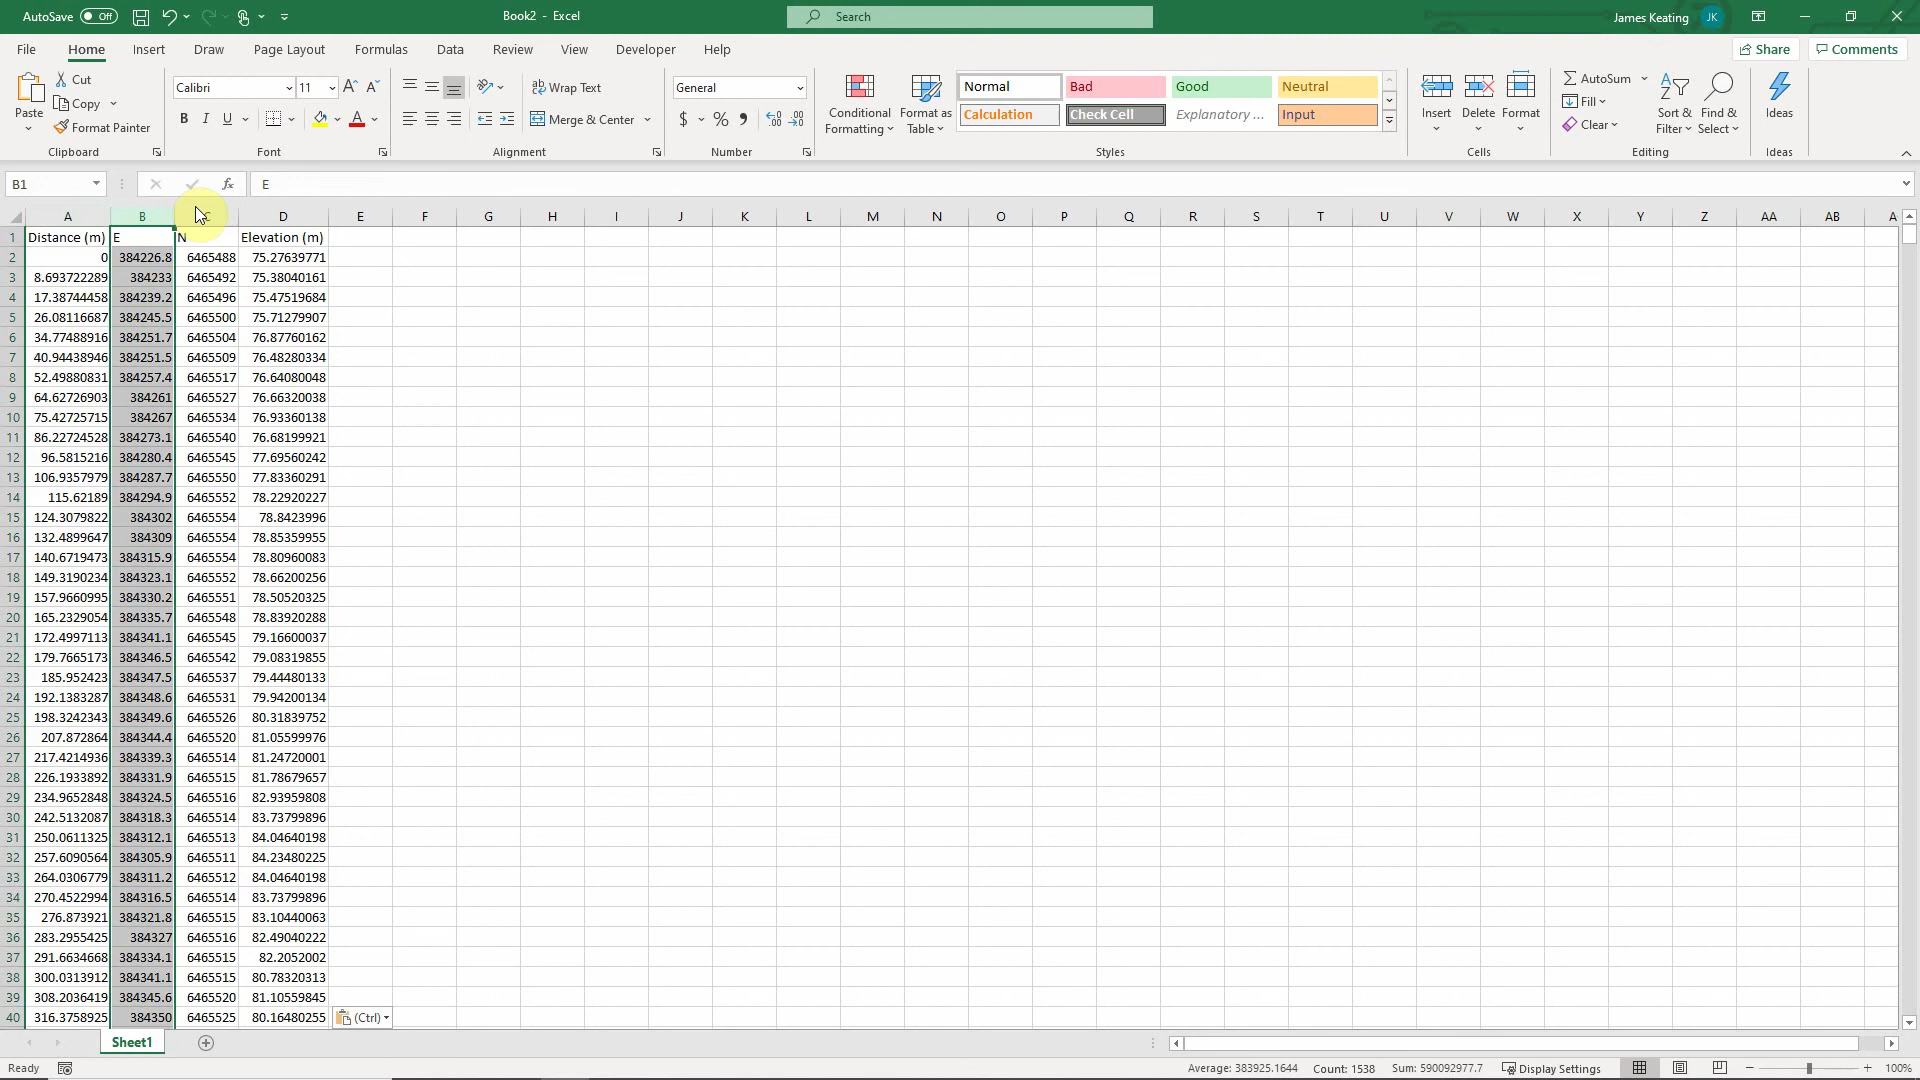 AutoSave Off Book2 - Excel Search James Keating JK
File Home Insert Draw Page Layout Formulas Data Review View Developer Help Share Comments
Paste Cut Copy Format Painter Clipboard
Calibri 11 A A B I U A Font
Wrap Text Merge & Center Alignment
General $ % Number
Conditional Formatting Format as Table Normal Bad Good Neutral Calculation Check Cell Explanatory ... Input Styles
Insert Delete Format Cells
AutoSum Fill Clear Sort & Filter Find & Select Editing
Ideas Ideas
B1 fx E
A B C D E F G H I J K L M N O P Q R S T U V W X Y Z AA AB A
1 Distance (m) E N Elevation (m)
2 0 384226.8 6465488 75.27639771
3 8.693722289 384233 6465492 75.38040161
4 17.38744458 384239.2 6465496 75.47519684
5 26.08116687 384245.5 6465500 75.71279907
6 34.77488916 384251.7 6465504 76.87760162
7 40.94438946 384251.5 6465509 76.48280334
8 52.49880831 384257.4 6465517 76.64080048
9 64.62726903 384261 6465527 76.66320038
10 75.42725715 384267 6465534 76.93360138
11 86.22724528 384273.1 6465540 76.68199921
12 96.5815216 384280.4 6465545 77.69560242
13 106.9357979 384287.7 6465550 77.83360291
14 115.62189 384294.9 6465552 78.22920227
15 124.3079822 384302 6465554 78.8423996
16 132.4899647 384309 6465554 78.85359955
17 140.6719473 384315.9 6465554 78.80960083
18 149.3190234 384323.1 6465552 78.66200256
19 157.9660995 384330.2 6465551 78.50520325
20 165.2329054 384335.7 6465548 78.83920288
21 172.4997113 384341.1 6465545 79.16600037
22 179.7665173 384346.5 6465542 79.08319855
23 185.952423 384347.5 6465537 79.44480133
24 192.1383287 384348.6 6465531 79.94200134
25 198.3242343 384349.6 6465526 80.31839752
26 207.872864 384344.4 6465520 81.05599976
27 217.4214936 384339.3 6465514 81.24720001
28 226.1933892 384331.9 6465515 81.78679657
29 234.9652848 384324.5 6465516 82.93959808
30 242.5132087 384318.3 6465514 83.73799896
31 250.0611325 384312.1 6465513 84.04640198
32 257.6090564 384305.9 6465511 84.23480225
33 264.0306779 384311.2 6465512 84.04640198
34 270.4522994 384316.5 6465514 83.73799896
35 276.873921 384321.8 6465515 83.10440063
36 283.2955425 384327 6465516 82.49040222
37 291.6634668 384334.1 6465515 82.2052002
38 300.0313912 384341.1 6465515 80.78320313
39 308.2036419 384345.6 6465520 81.10559845
40 316.3758925 384350 6465525 80.16480255 (Ctrl)
Sheet1
Ready Average: 383925.1644 Count: 1538 Sum: 590092977.7 Display Settings 100%